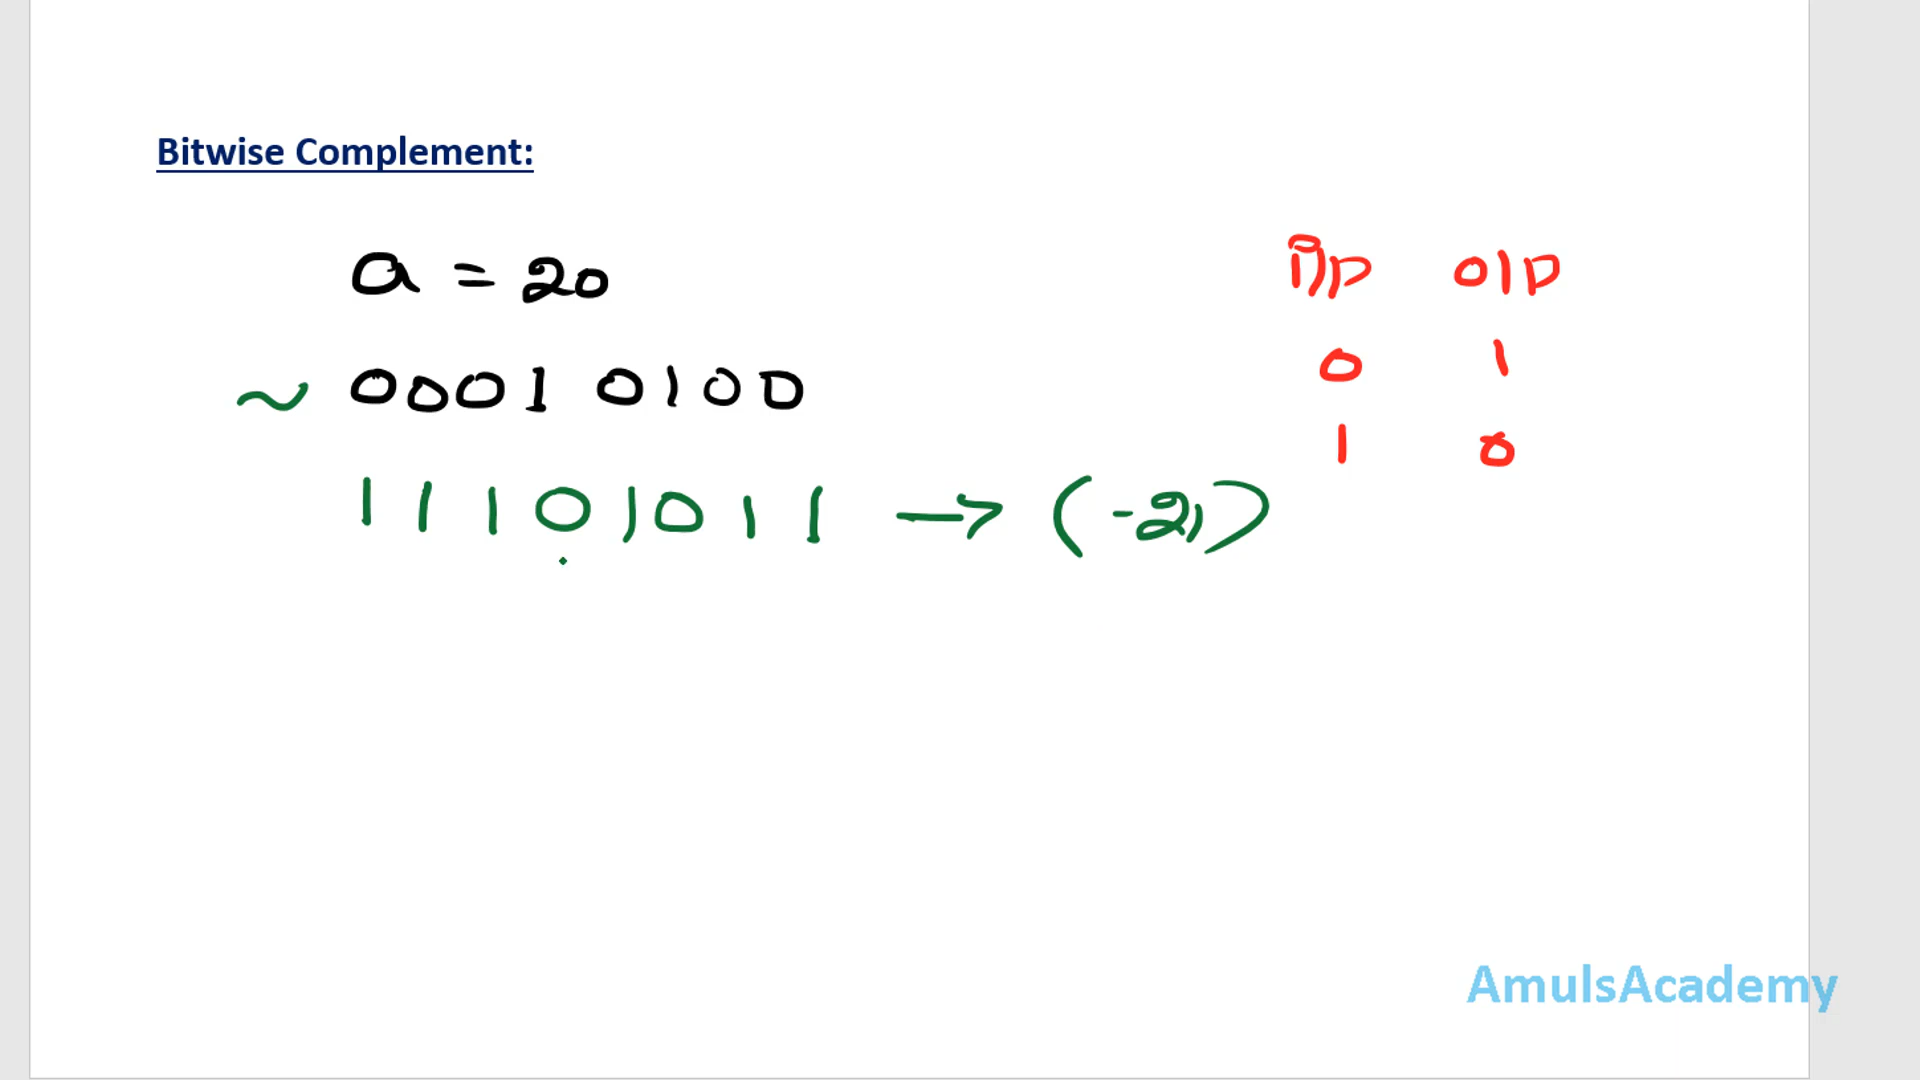 Bitwise Complement:
a = 20
i/p o/p
~ 0001 0100
0 1
1 0
11101011 → (-21)
AmulsAcademy